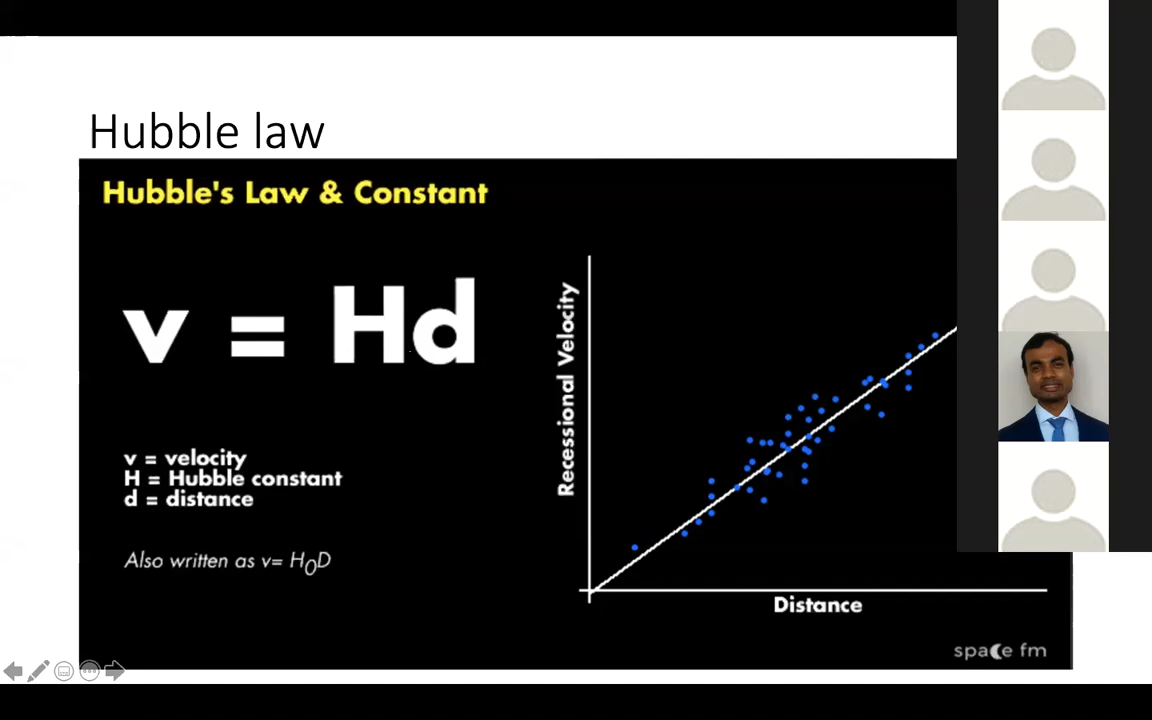 Hubble law
Hubble's Law & Constant
v = Hd
v = velocity
H = Hubble constant
d = distance
Also written as v= H0D
Recessional Velocity
Distance
space fm